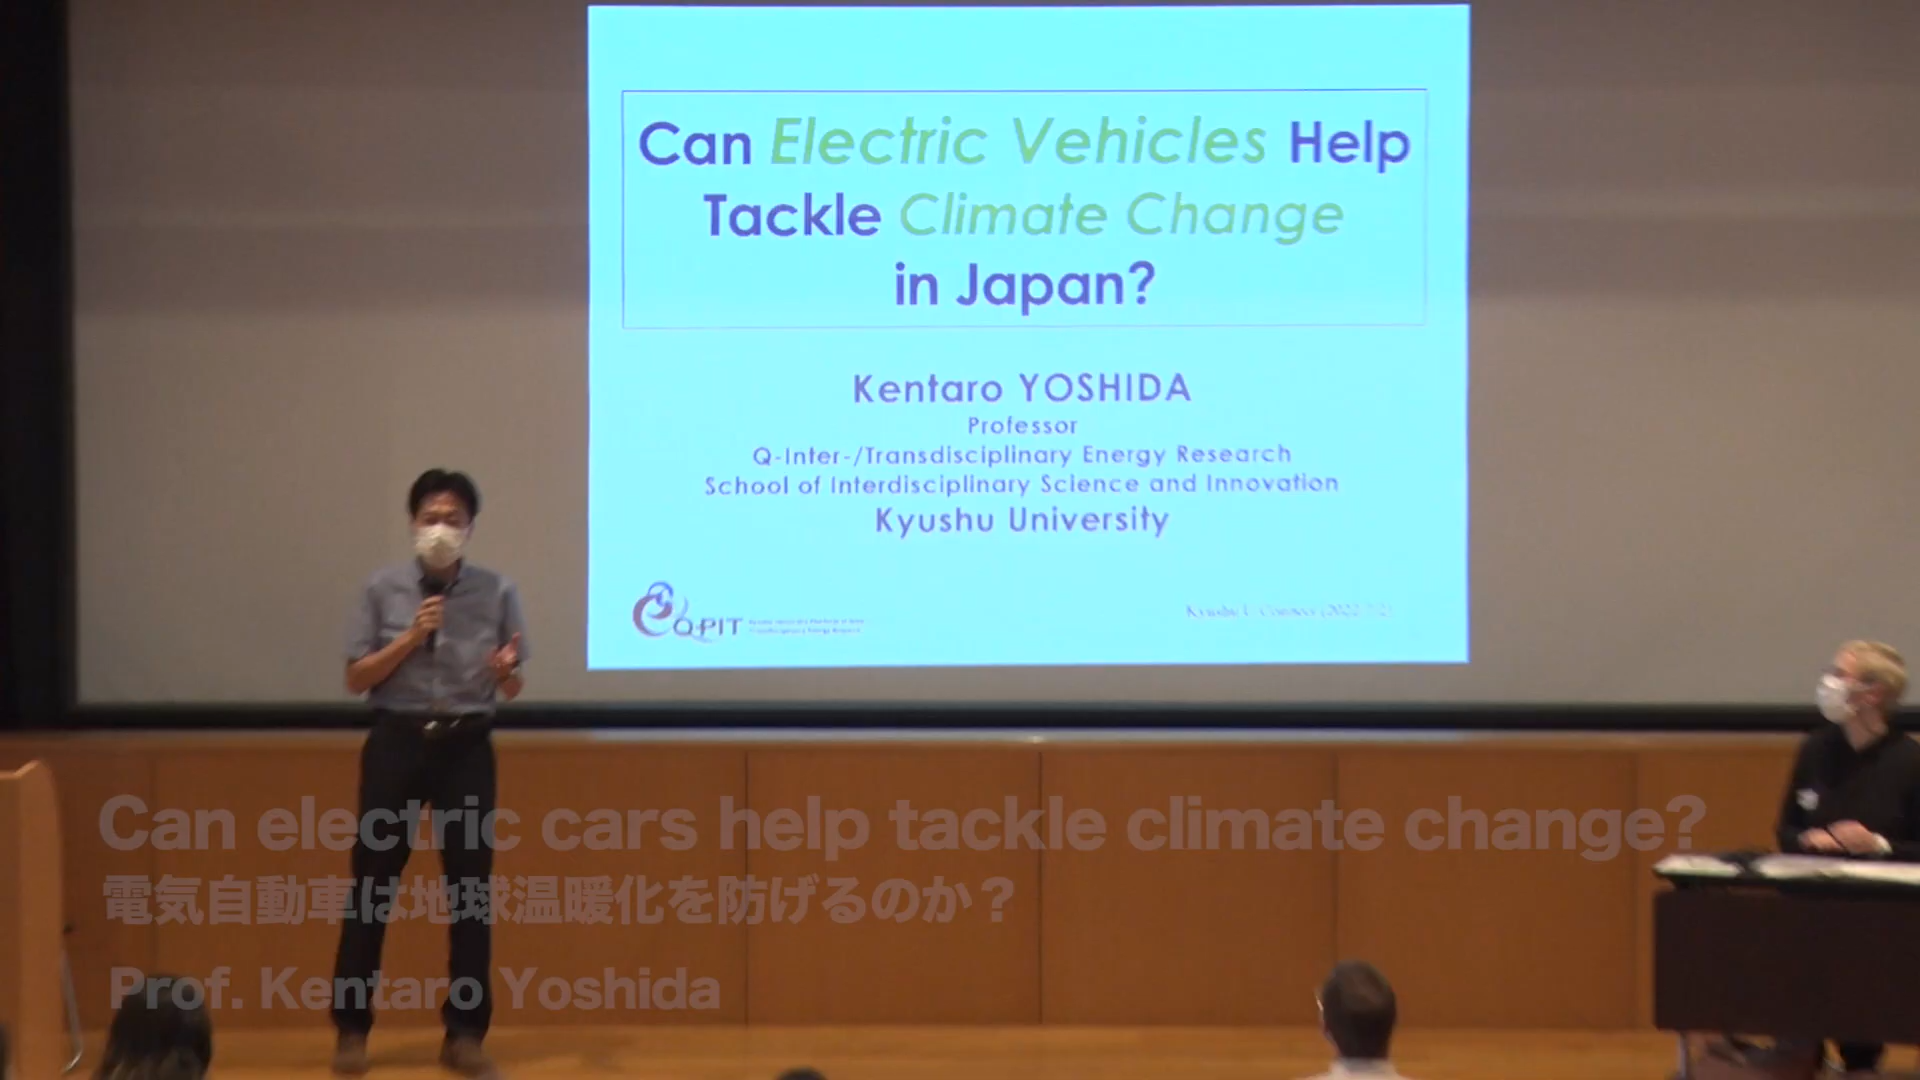 Can Electric Vehicles Help
Tackle Climate Change
in Japan?
Kentaro YOSHIDA
Professor
Q-Inter-/Transdisciplinary Energy Research
School of Interdisciplinary Science and Innovation
Kyushu University
Q-PIT
Can electric cars help tackle climate change?
電気自動車は地球温暖化を防げるのか？
Prof. Kentaro Yoshida